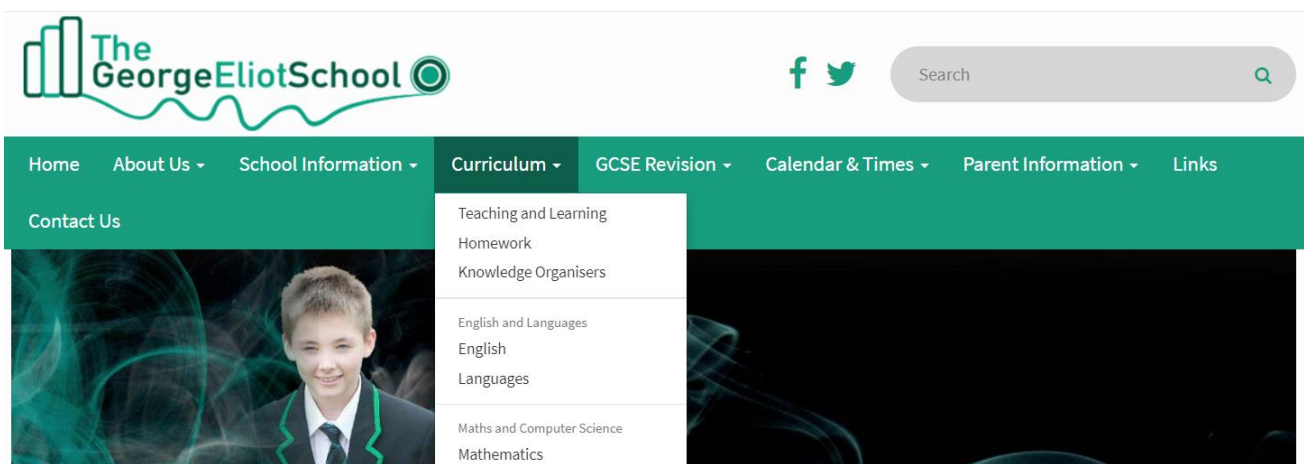 The
GeorgeEliotSchool
Search
Home About Us School Information Curriculum GCSE Revision Calendar & Times Parent Information Links
Contact Us
Teaching and Learning
Homework
Knowledge Organisers
English and Languages
English
Languages
Maths and Computer Science
Mathematics